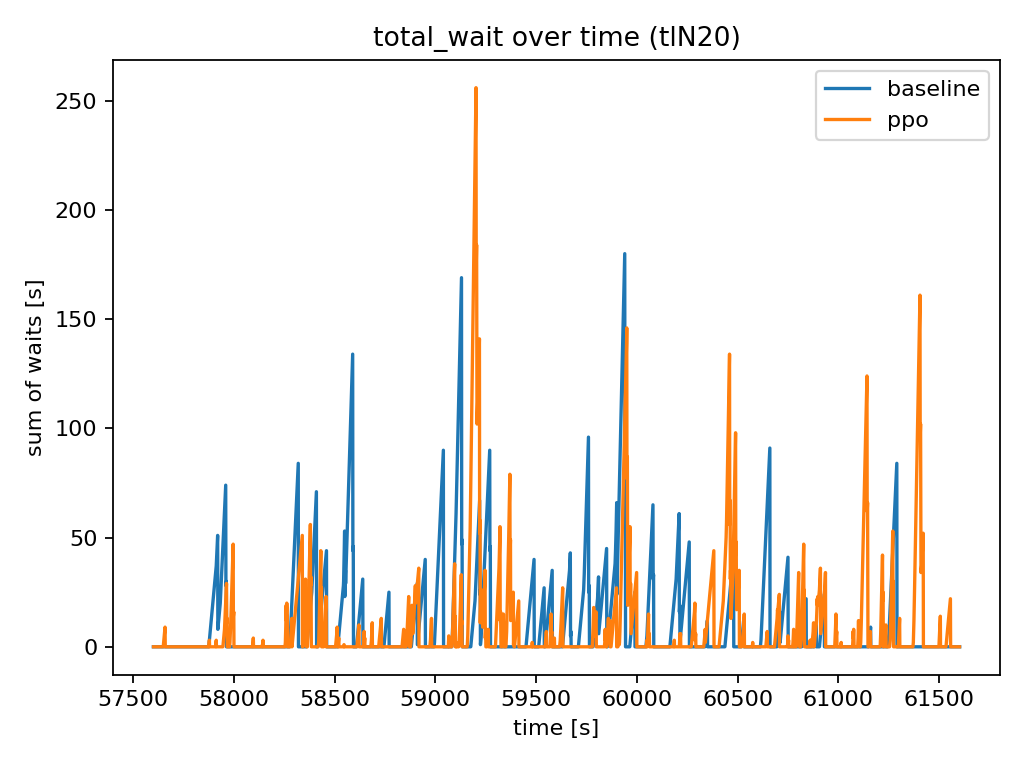 total_wait over time (tlN20)
baseline
ppo
sum of waits [s]
250
200
150
100
50
0
57500 58000 58500 59000 59500 60000 60500 61000 61500
time [s]